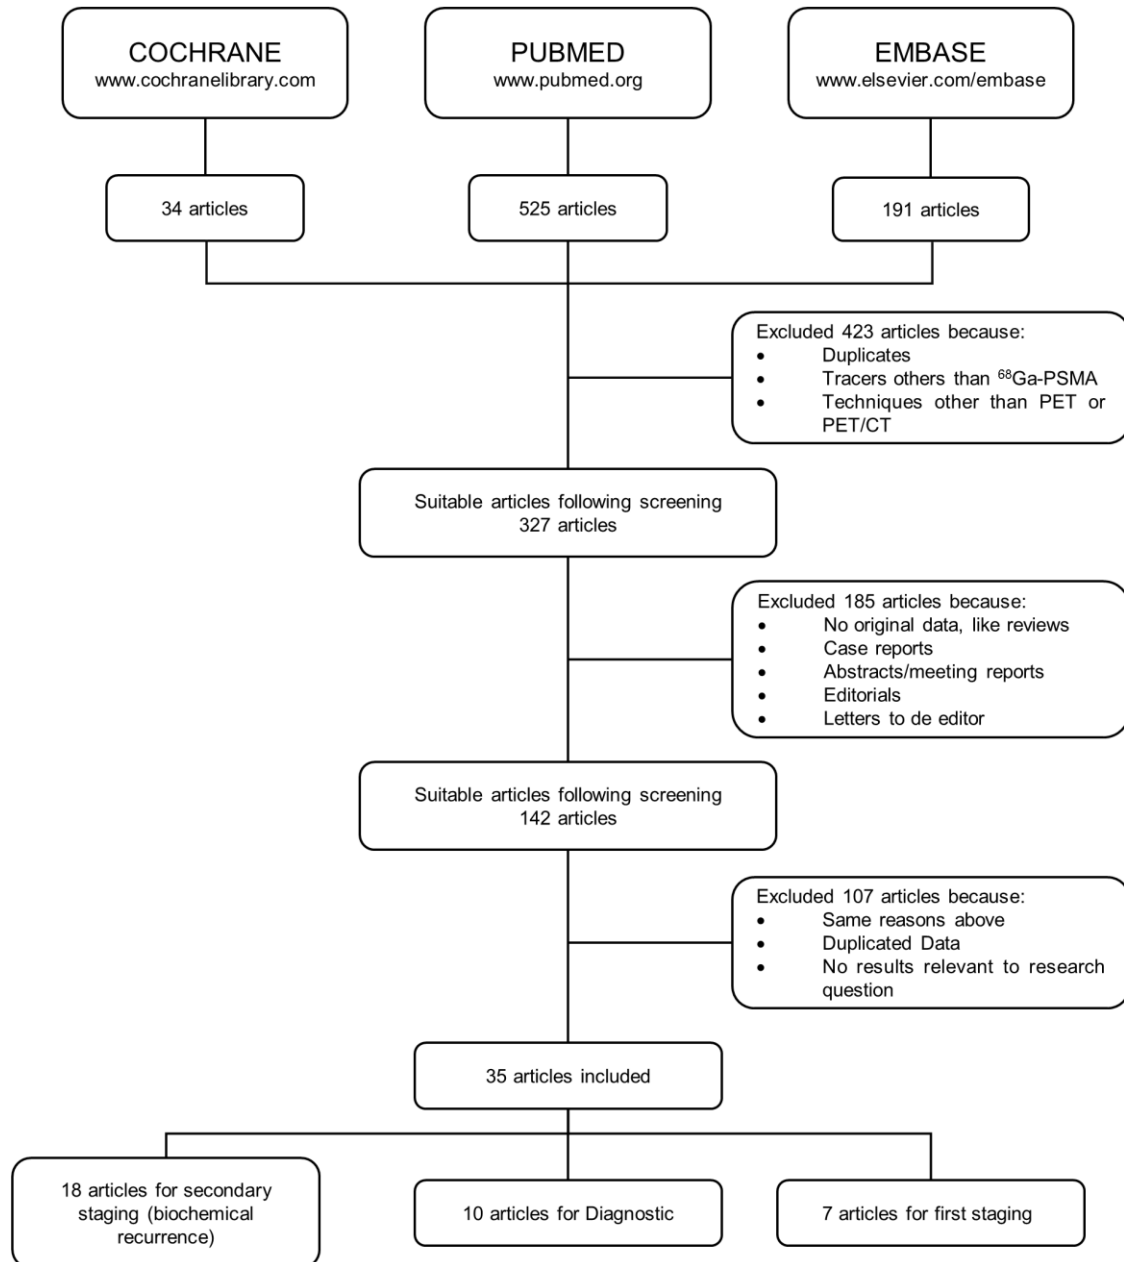 COCHRANE
www.cochranelibrary.com
PUBMED
www.pubmed.org
EMBASE
www.elsevier.com/embase
34 articles
525 articles
191 articles
Excluded 423 articles because:
• Duplicates
• Tracers others than ⁶⁸Ga-PSMA
• Techniques other than PET or
PET/CT
Suitable articles following screening
327 articles
Excluded 185 articles because:
• No original data, like reviews
• Case reports
• Abstracts/meeting reports
• Editorials
• Letters to de editor
Suitable articles following screening
142 articles
Excluded 107 articles because:
• Same reasons above
• Duplicated Data
• No results relevant to research
question
35 articles included
18 articles for secondary
staging (biochemical
recurrence)
10 articles for Diagnostic
7 articles for first staging